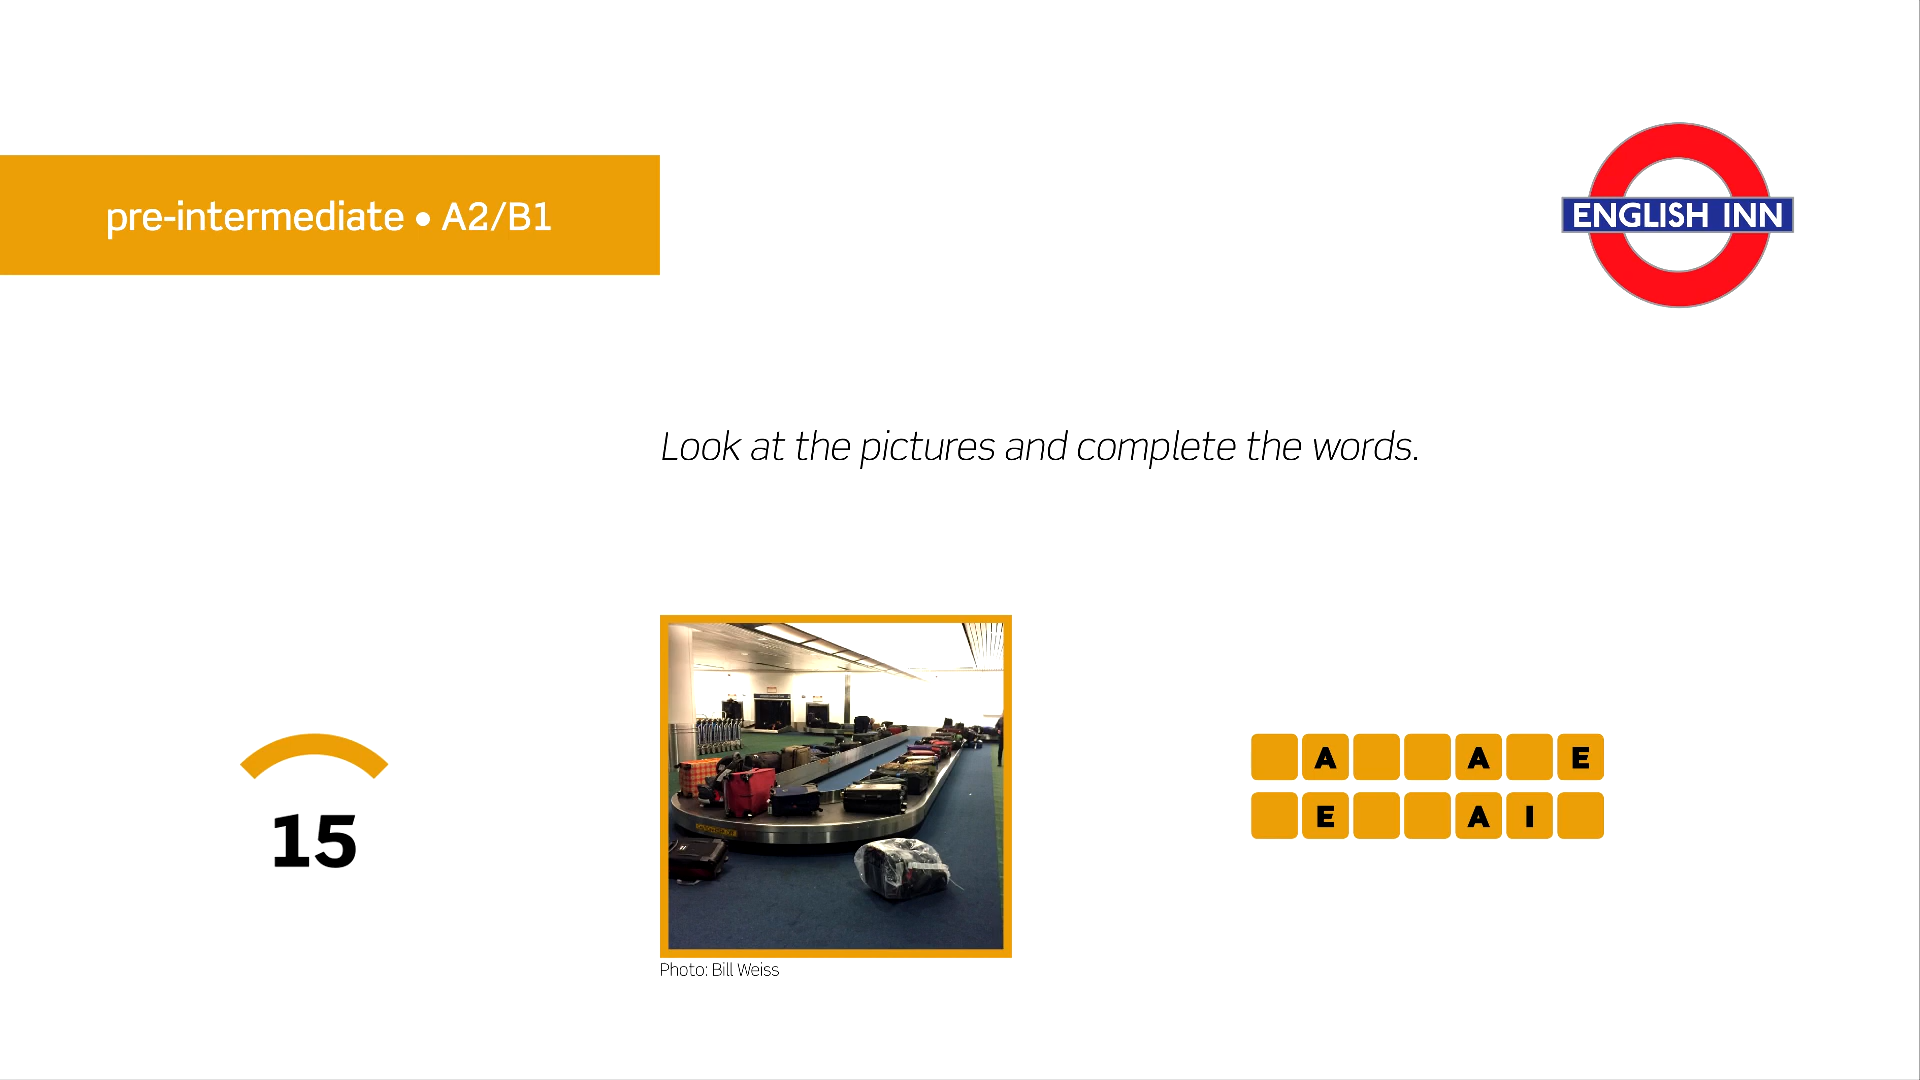 pre-intermediate • A2/B1
ENGLISH INN
Look at the pictures and complete the words.
15
A A E
E A I
Photo: Bill Weiss